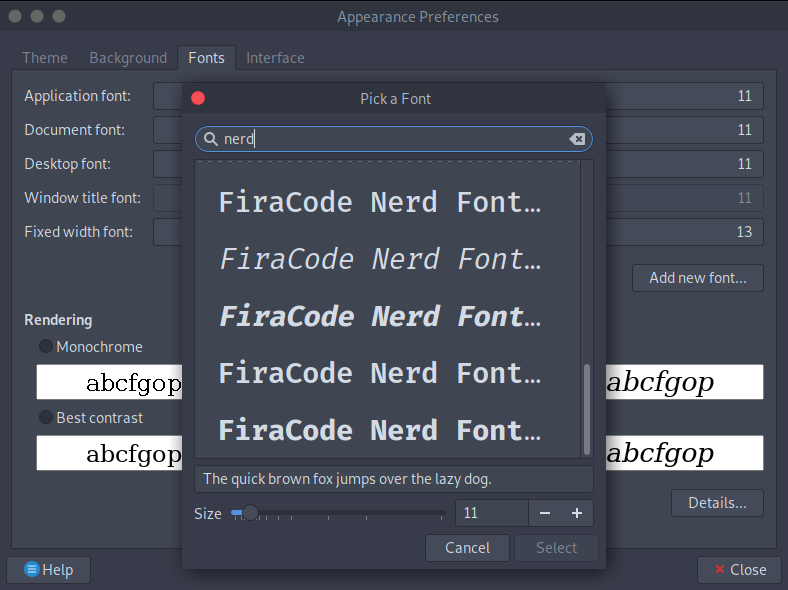 Appearance Preferences
Theme Background Fonts Interface
Application font: 11
Document font: 11
Desktop font: 11
Window title font: 11
Fixed width font: 13
Add new font...
Rendering
Monochrome
abcfgop abcfgop
Best contrast
abcfgop abcfgop
Details...
Help Close
Pick a Font
nerd
FiraCode Nerd Font…
FiraCode Nerd Font…
FiraCode Nerd Font…
FiraCode Nerd Font…
FiraCode Nerd Font…
The quick brown fox jumps over the lazy dog.
Size 11 − +
Cancel Select